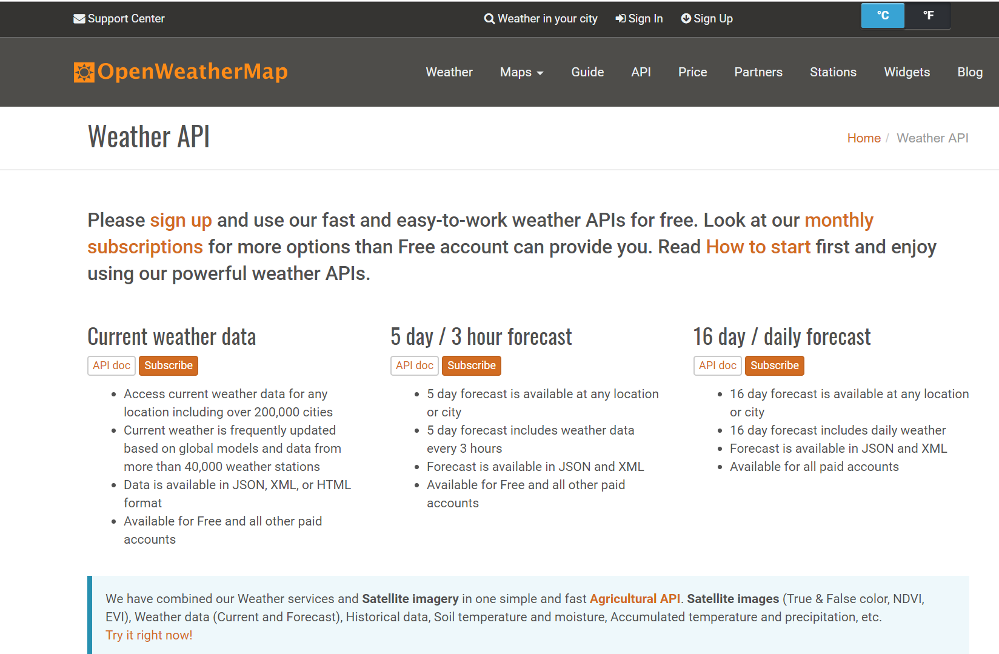 Support Center
Weather in your city
Sign In
Sign Up
°C
°F
OpenWeatherMap
Weather
Maps
Guide
API
Price
Partners
Stations
Widgets
Blog
Weather API
Home / Weather API
Please sign up and use our fast and easy-to-work weather APIs for free. Look at our monthly
subscriptions for more options than Free account can provide you. Read How to start first and enjoy
using our powerful weather APIs.
Current weather data
API doc
Subscribe
Access current weather data for any
location including over 200,000 cities
Current weather is frequently updated
based on global models and data from
more than 40,000 weather stations
Data is available in JSON, XML, or HTML
format
Available for Free and all other paid
accounts
5 day / 3 hour forecast
API doc
Subscribe
5 day forecast is available at any location
or city
5 day forecast includes weather data
every 3 hours
Forecast is available in JSON and XML
Available for Free and all other paid
accounts
16 day / daily forecast
API doc
Subscribe
16 day forecast is available at any location
or city
16 day forecast includes daily weather
Forecast is available in JSON and XML
Available for all paid accounts
We have combined our Weather services and Satellite imagery in one simple and fast Agricultural API. Satellite images (True & False color, NDVI,
EVI), Weather data (Current and Forecast), Historical data, Soil temperature and moisture, Accumulated temperature and precipitation, etc.
Try it right now!